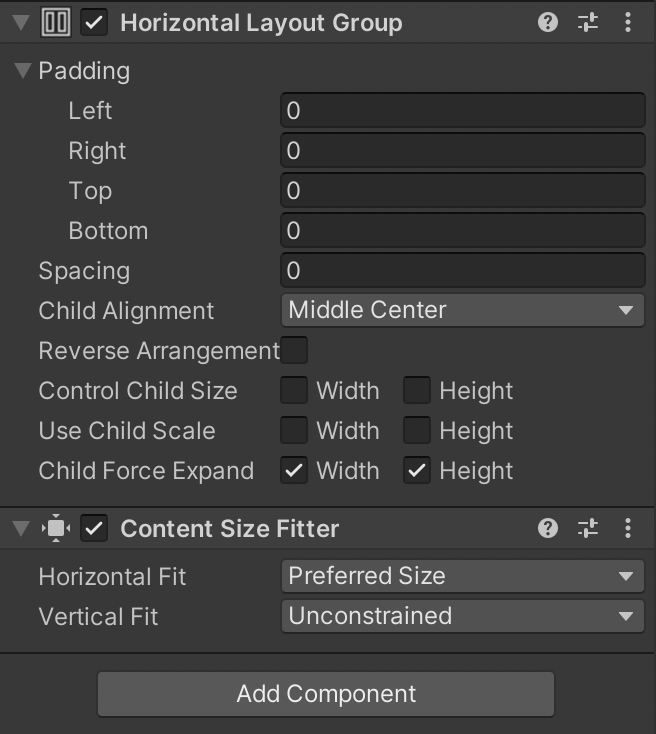 Horizontal Layout Group
Padding
Left 0
Right 0
Top 0
Bottom 0
Spacing 0
Child Alignment Middle Center
Reverse Arrangement
Control Child Size Width Height
Use Child Scale Width Height
Child Force Expand Width Height
Content Size Fitter
Horizontal Fit Preferred Size
Vertical Fit Unconstrained
Add Component